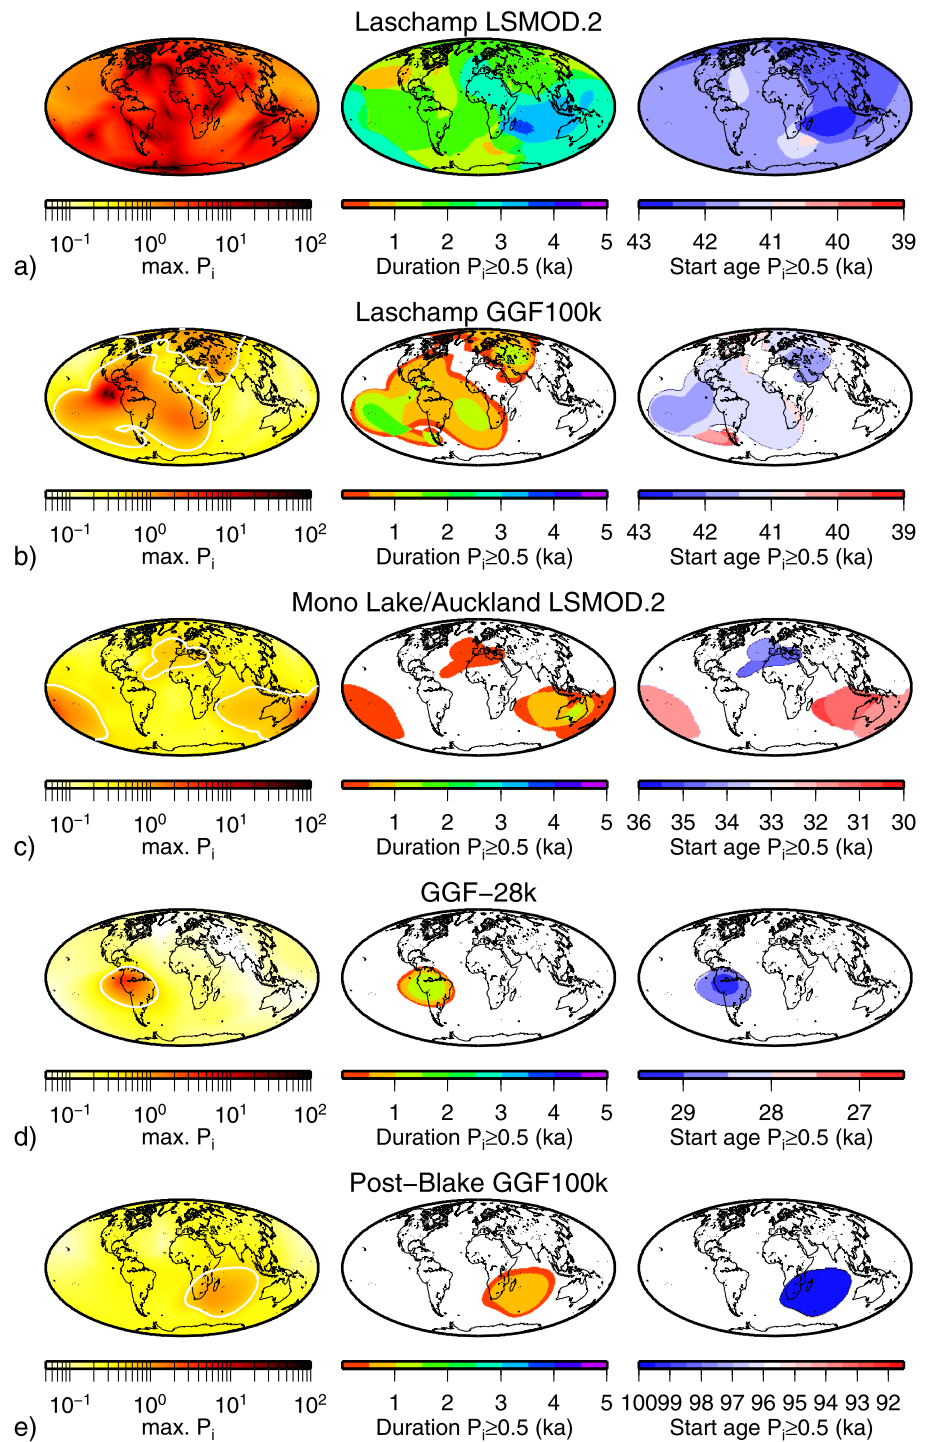 Laschamp LSMOD.2
10⁻¹ 10⁰ 10¹ 10²
max. Pᵢ
1 2 3 4 5
Duration Pᵢ≥0.5 (ka)
43 42 41 40 39
Start age Pᵢ≥0.5 (ka)
a)
Laschamp GGF100k
10⁻¹ 10⁰ 10¹ 10²
max. Pᵢ
1 2 3 4 5
Duration Pᵢ≥0.5 (ka)
43 42 41 40 39
Start age Pᵢ≥0.5 (ka)
b)
Mono Lake/Auckland LSMOD.2
10⁻¹ 10⁰ 10¹ 10²
max. Pᵢ
1 2 3 4 5
Duration Pᵢ≥0.5 (ka)
36 35 34 33 32 31 30
Start age Pᵢ≥0.5 (ka)
c)
GGF−28k
10⁻¹ 10⁰ 10¹ 10²
max. Pᵢ
1 2 3 4 5
Duration Pᵢ≥0.5 (ka)
29 28 27
Start age Pᵢ≥0.5 (ka)
d)
Post−Blake GGF100k
10⁻¹ 10⁰ 10¹ 10²
max. Pᵢ
1 2 3 4 5
Duration Pᵢ≥0.5 (ka)
100 99 98 97 96 95 94 93 92
Start age Pᵢ≥0.5 (ka)
e)